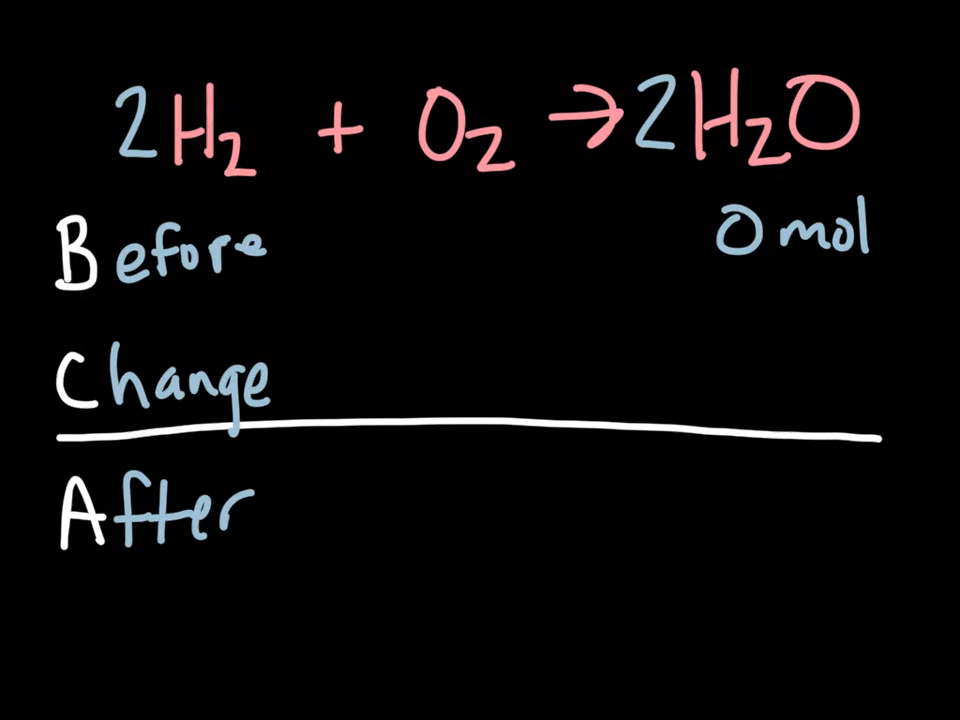 2H₂ + O₂ → 2H₂O
Before 0 mol
Change
After